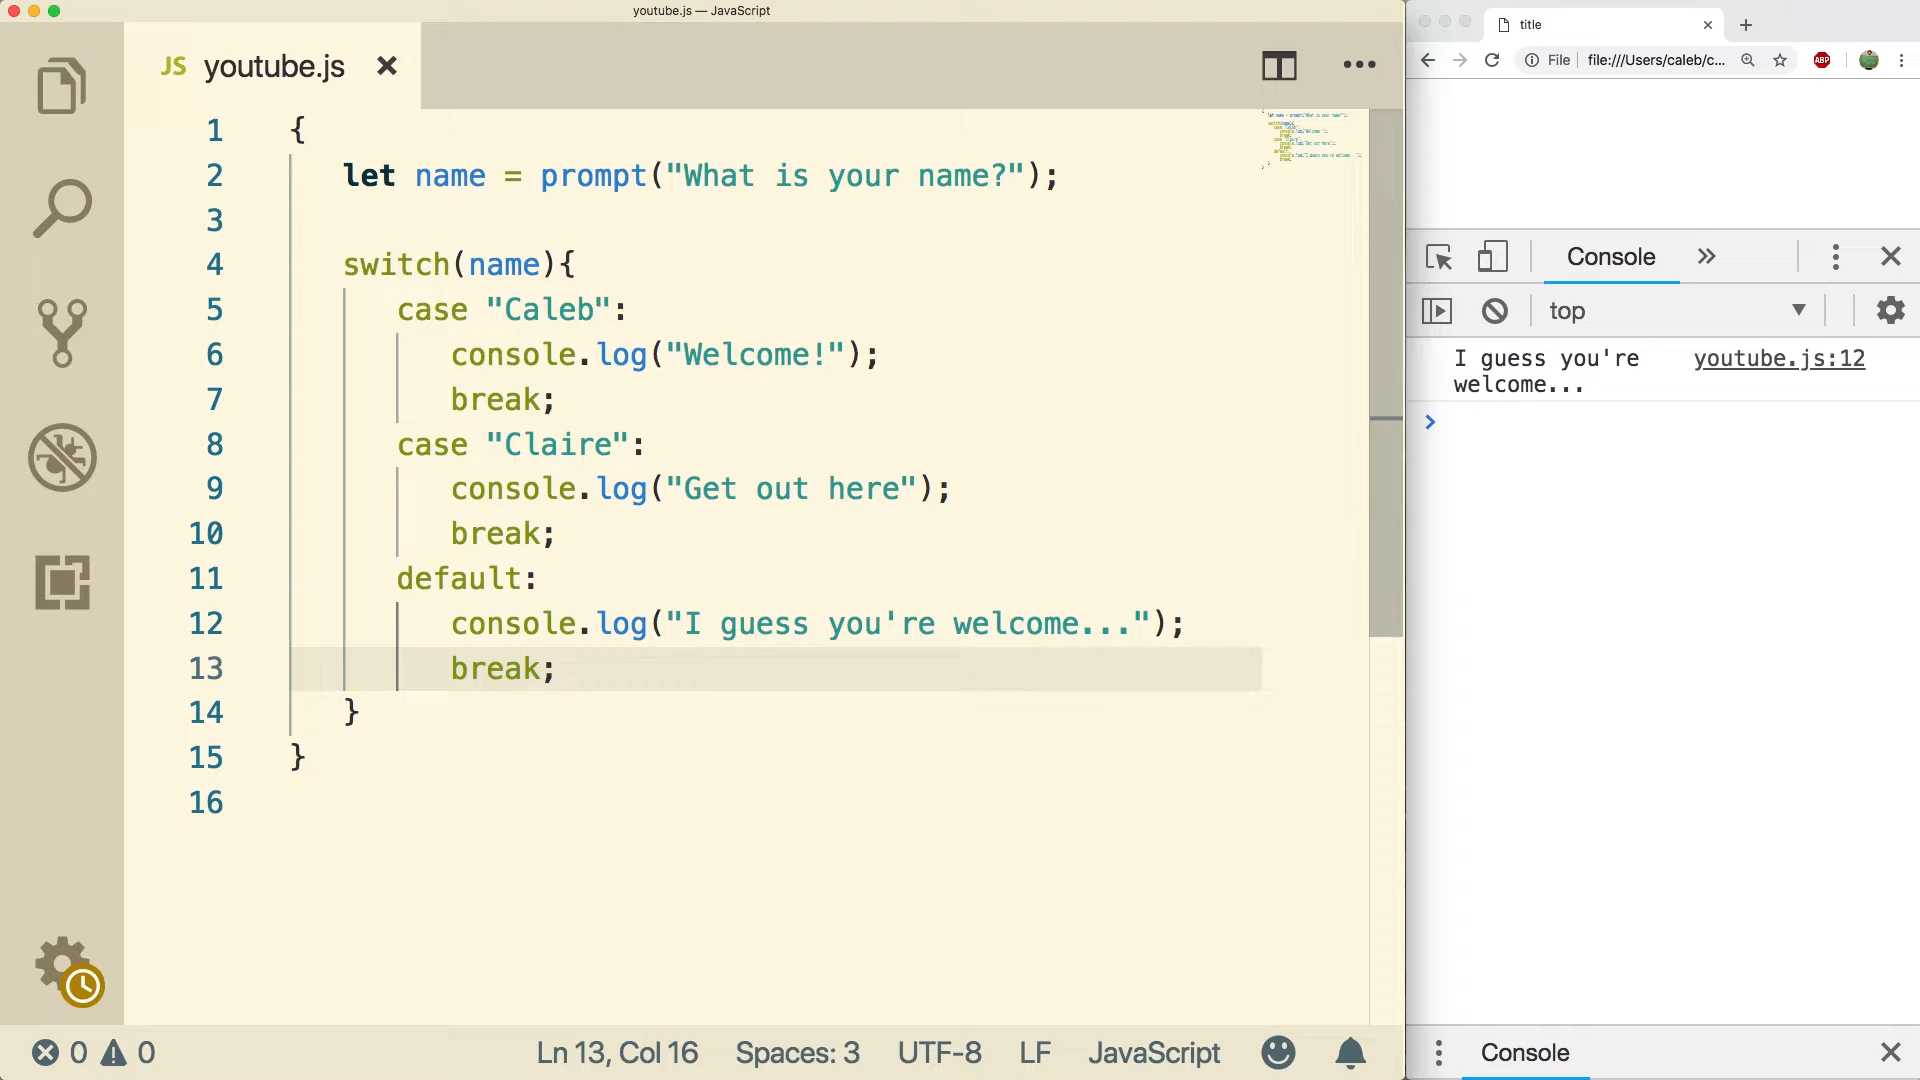 youtube.js — JavaScript
JS youtube.js
1 {
2 let name = prompt("What is your name?");
3
4 switch(name){
5 case "Caleb":
6 console.log("Welcome!");
7 break;
8 case "Claire":
9 console.log("Get out here");
10 break;
11 default:
12 console.log("I guess you're welcome...");
13 break;
14 }
15 }
16
0 0 Ln 13, Col 16 Spaces: 3 UTF-8 LF JavaScript
title
File file:///Users/caleb/c...
ABP
Console
top
I guess you're youtube.js:12
welcome...
Console